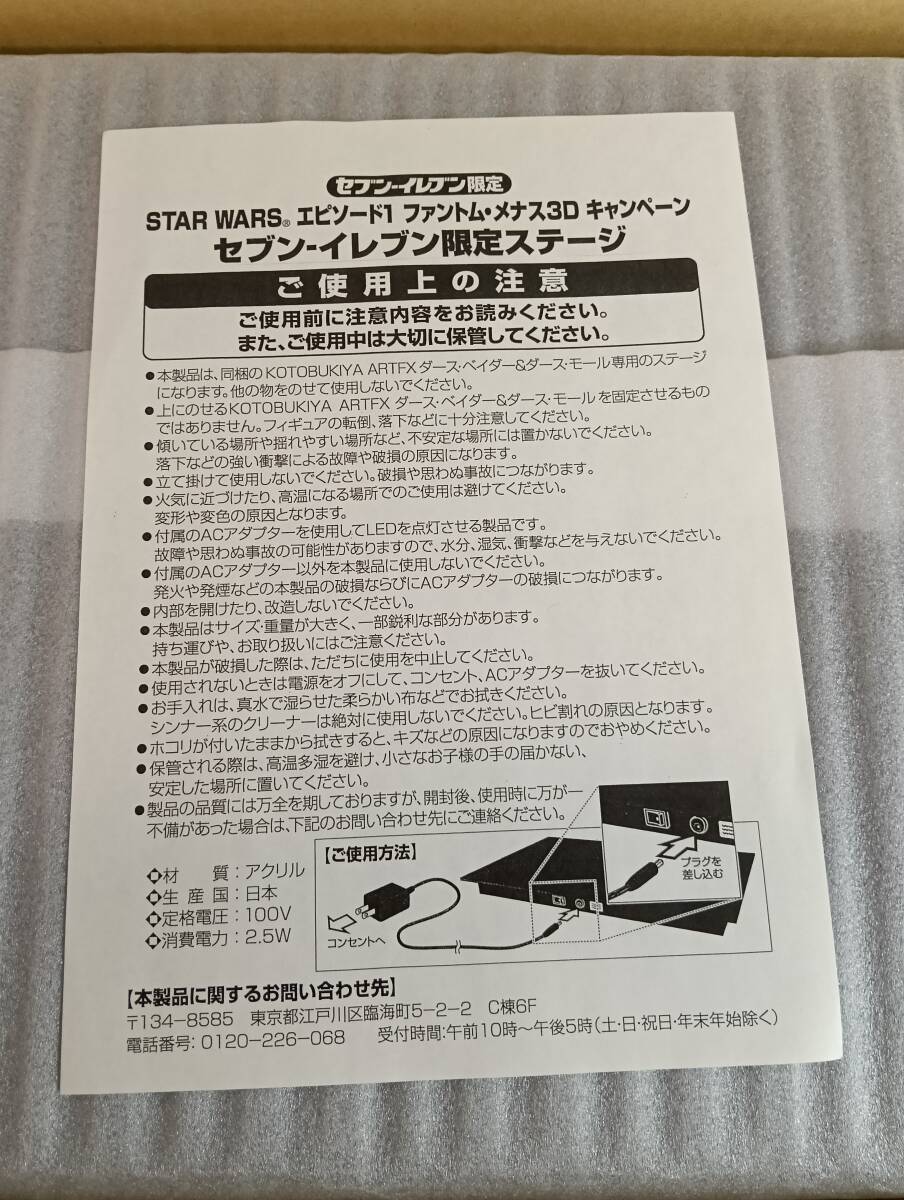 セブン-イレブン限定
STAR WARS® エピソード1 ファントム・メナス3D キャンペーン
セブン-イレブン限定ステージ
ご使用上の注意
ご使用前に注意内容をお読みください。
また、ご使用中は大切に保管してください。
●本製品は、同梱のKOTOBUKIYA ARTFX ダース・ベイダー&ダース・モール専用のステージ
になります。他の物をのせて使用しないでください。
●上にのせるKOTOBUKIYA ARTFX ダース・ベイダー&ダース・モールを固定させるもの
ではありません。フィギュアの転倒、落下などに十分注意してください。
●傾いている場所や揺れやすい場所など、不安定な場所には置かないでください。
落下などの強い衝撃による故障や破損の原因になります。
●立て掛けて使用しないでください。破損や思わぬ事故につながります。
●火気に近づけたり、高温になる場所でのご使用は避けてください。
変形や変色の原因となります。
●付属のACアダプターを使用してLEDを点灯させる製品です。
故障や思わぬ事故の可能性がありますので、水分、湿気、衝撃などを与えないでください。
●付属のACアダプター以外を本製品に使用しないでください。
発火や発煙などの本製品の破損ならびにACアダプターの破損につながります。
●内部を開けたり、改造しないでください。
●本製品はサイズ・重量が大きく、一部鋭利な部分があります。
持ち運びや、お取り扱いにはご注意ください。
●本製品が破損した際は、ただちに使用を中止してください。
●使用されないときは電源をオフにして、コンセント、ACアダプターを抜いてください。
●お手入れは、真水で湿らせた柔らかい布などでお拭きください。
シンナー系のクリーナーは絶対に使用しないでください。ヒビ割れの原因となります。
●ホコリが付いたままから拭きすると、キズなどの原因になりますのでおやめください。
●保管される際は、高温多湿を避け、小さなお子様の手の届かない、
安定した場所に置いてください。
●製品の品質には万全を期しておりますが、開封後、使用時に万が一
不備があった場合は、下記のお問い合わせ先にご連絡ください。
材質：アクリル
生産国：日本
定格電圧：100V
消費電力：2.5W
【ご使用方法】
コンセントへ
プラグを
差し込む
【本製品に関するお問い合わせ先】
〒134-8585 東京都江戸川区臨海町5-2-2 C棟6F
電話番号：0120-226-068 受付時間：午前10時〜午後5時（土・日・祝日・年末年始除く）